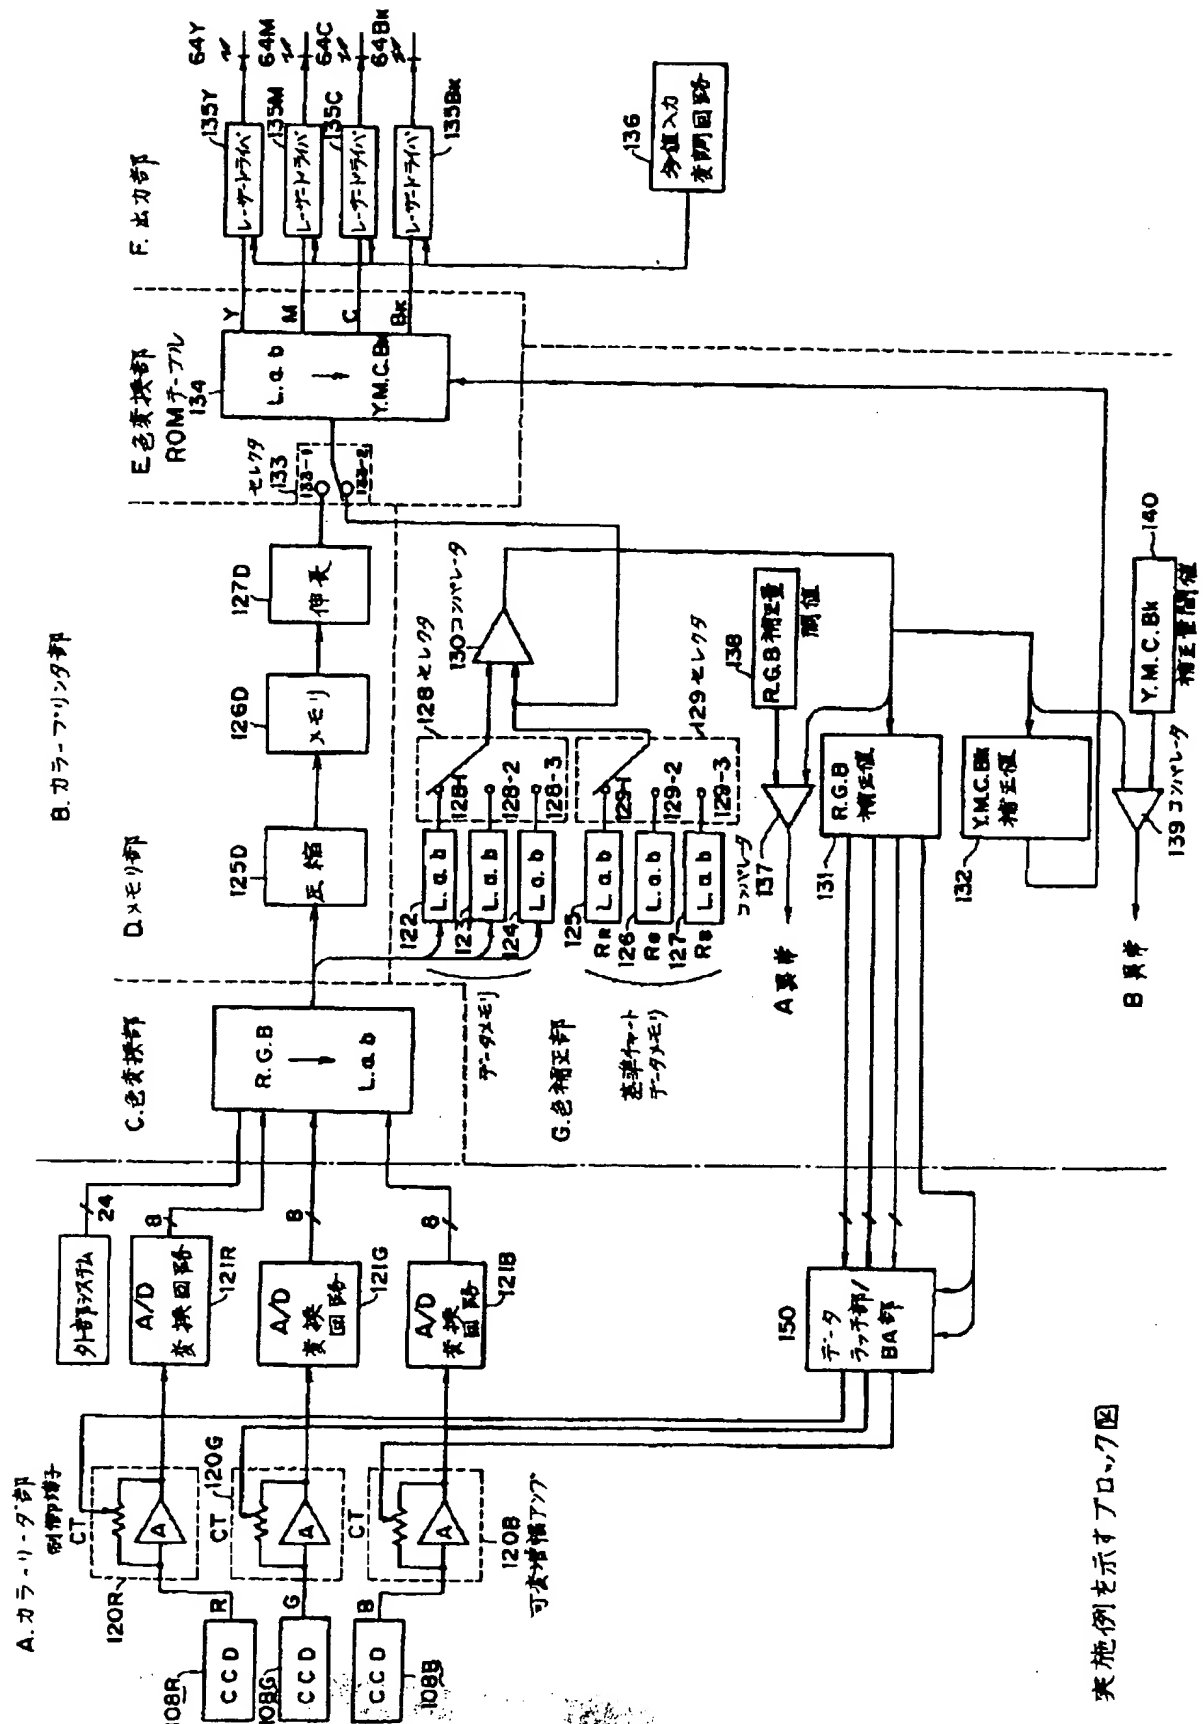 A.カラーリーダ部
制御端子
CT
120R
108R
CCD
R
A
CT
120G
108G
CCD
G
A
CT
108B
CCD
B
A
120B
可変増幅アンプ
外部システム
24
A/D
変換回路
8
121R
A/D
変換
回路
8
121G
A/D
変換
回路
8
121B
150
データ
ラッチ部/
BA部
B.カラープリンタ部
C.色変換部
R.G.B
L.a.b
D.メモリ部
125D
圧縮
126D
メモリ
127D
伸長
データメモリ
122
L.a.b
123
L.a.b
124
L.a.b
128セレクタ
128-1
128-2
128-3
G.色補正部
基準チャート
データメモリ
125
RR
L.a.b
126
L.a.b
127
RB
L.a.b
129セレクタ
129-1
129-2
129-3
130コンパレータ
コンパレータ
137
A異常
138
R.G.B補正量
閾値
131
R.G.B
補正値
132
Y.M.C.Bk
補正値
139コンパレータ
B異常
140
Y.M.C.Bk
補正量閾値
E.色変換部
ROMテーブル
134
セレクタ
133
133-1
133-2
L.a.b
Y.M.C.Bk
Y
M
C
Bk
F.出力部
レーザードライバ
135Y
64Y
レーザードライバ
135M
64M
レーザードライバ
135C
64C
レーザードライバ
135Bk
64Bk
136
多値入力
変調回路
実施例を示すブロック図